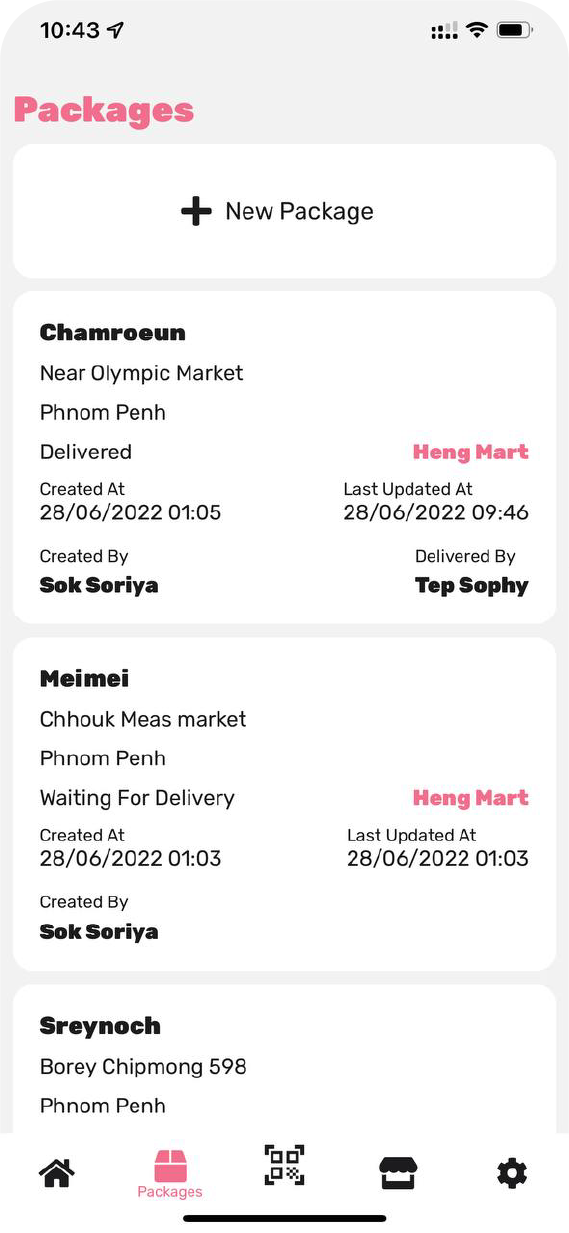 10:43
Packages
New Package
Chamroeun
Near Olympic Market
Phnom Penh
Delivered Heng Mart
Created At Last Updated At
28/06/2022 01:05 28/06/2022 09:46
Created By Delivered By
Sok Soriya Tep Sophy
Meimei
Chhouk Meas market
Phnom Penh
Waiting For Delivery Heng Mart
Created At Last Updated At
28/06/2022 01:03 28/06/2022 01:03
Created By
Sok Soriya
Sreynoch
Borey Chipmong 598
Phnom Penh
Packages